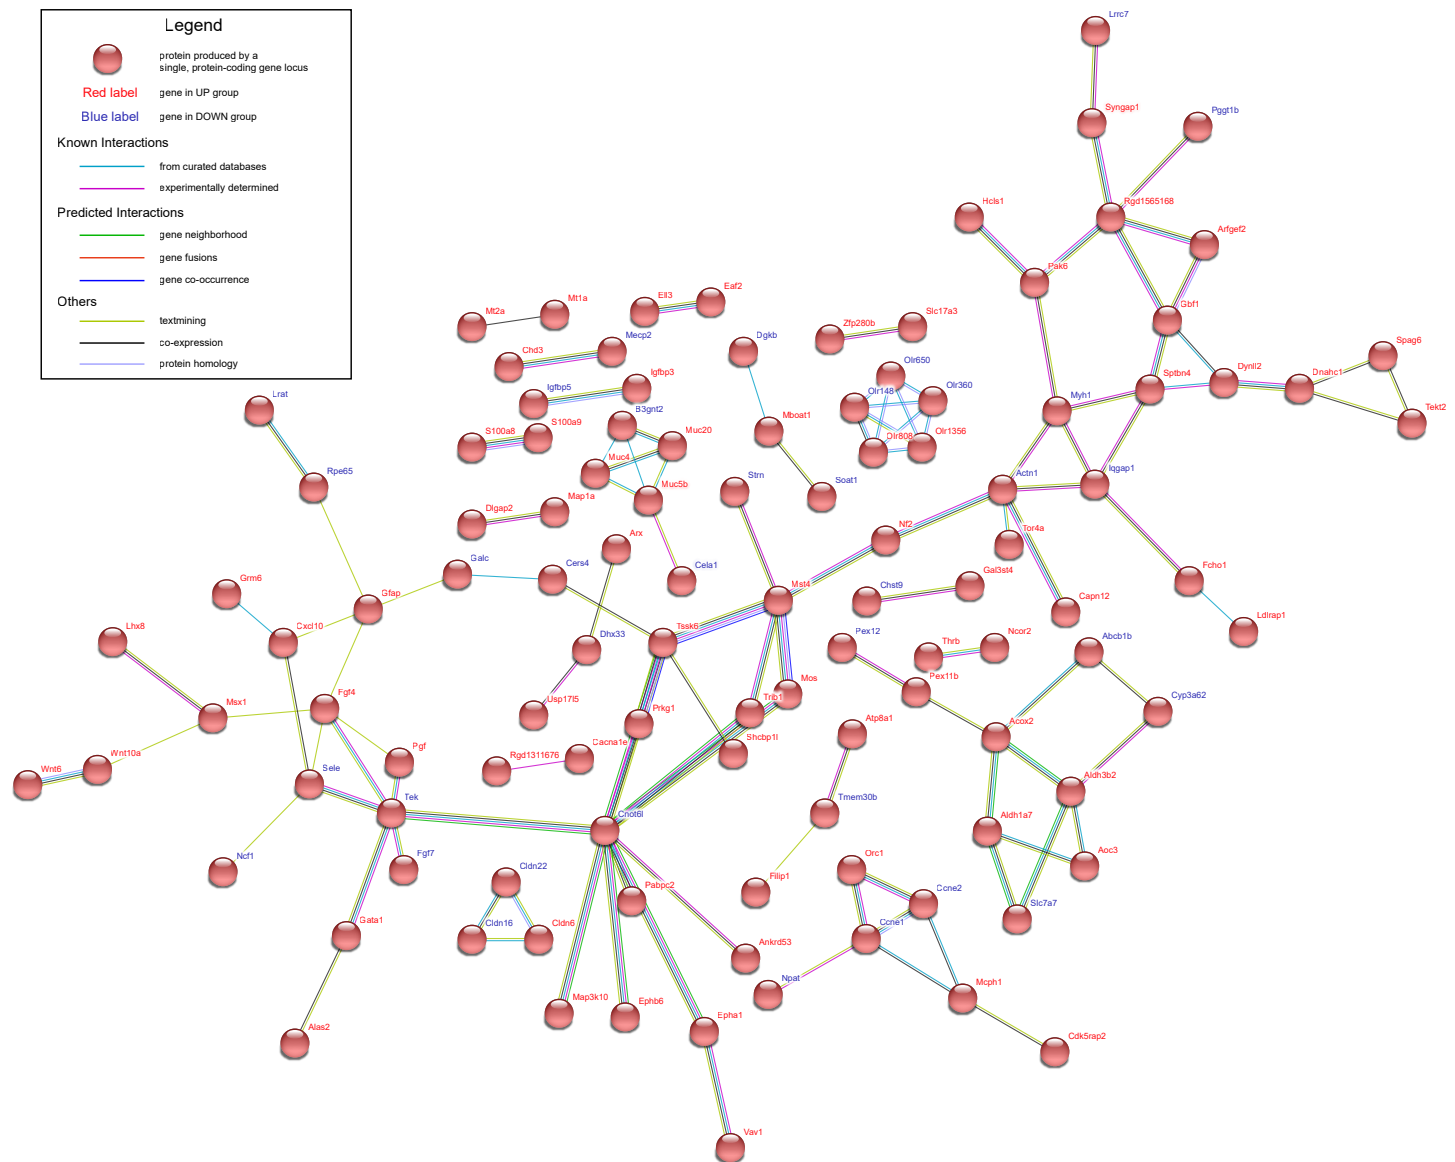 Legend
protein produced by a
single, protein-coding gene locus
Red label gene in UP group
Blue label gene in DOWN group
Known Interactions
from curated databases
experimentally determined
Predicted Interactions
gene neighborhood
gene fusions
gene co-occurrence
Others
textmining
co-expression
protein homology
Lrrc7
Syngap1
Pggt1b
Hcls1
Rgd1565168
Arfgef2
Pak6
Gbf1
Mt2a
Mt1a
Ell3
Eaf2
Zfp280b
Slc17a3
Chd3
Mecp2
Dgkb
Spag6
Olr650
Sptbn4
Dynll2
Dnahc1
Igfbp5
Igfbp3
Olr148
Olr360
Myh1
Tekt2
Lrat
B3gnt2
Mboat1
S100a8
S100a9
Muc20
Olr808
Olr1356
Muc4
Rpe65
Muc5b
Strn
Soat1
Actn1
Iqgap1
Dlgap2
Map1a
Nf2
Tor4a
Arx
Galc
Cers4
Cela1
Fcho1
Grm6
Gfap
Mst4
Chst9
Gal3st4
Capn12
Ldlrap1
Lhx8
Cxcl10
Dhx33
Tssk6
Pex12
Thrb
Ncor2
Abcb1b
Msx1
Fgf4
Usp17l5
Prkg1
Trib1
Mos
Pex11b
Cyp3a62
Wnt6
Wnt10a
Sele
Pgf
Rgd1311676
Cacna1e
Shcbp1l
Atp8a1
Acox2
Tek
Cnot6l
Tmem30b
Aldh3b2
Aldh1a7
Ncf1
Fgf7
Cldn22
Pabpc2
Filip1
Orc1
Ccne2
Aoc3
Slc7a7
Gata1
Cldn16
Cldn6
Ankrd53
Ccne1
Npat
Mcph1
Alas2
Map3k10
Ephb6
Epha1
Cdk5rap2
Vav1